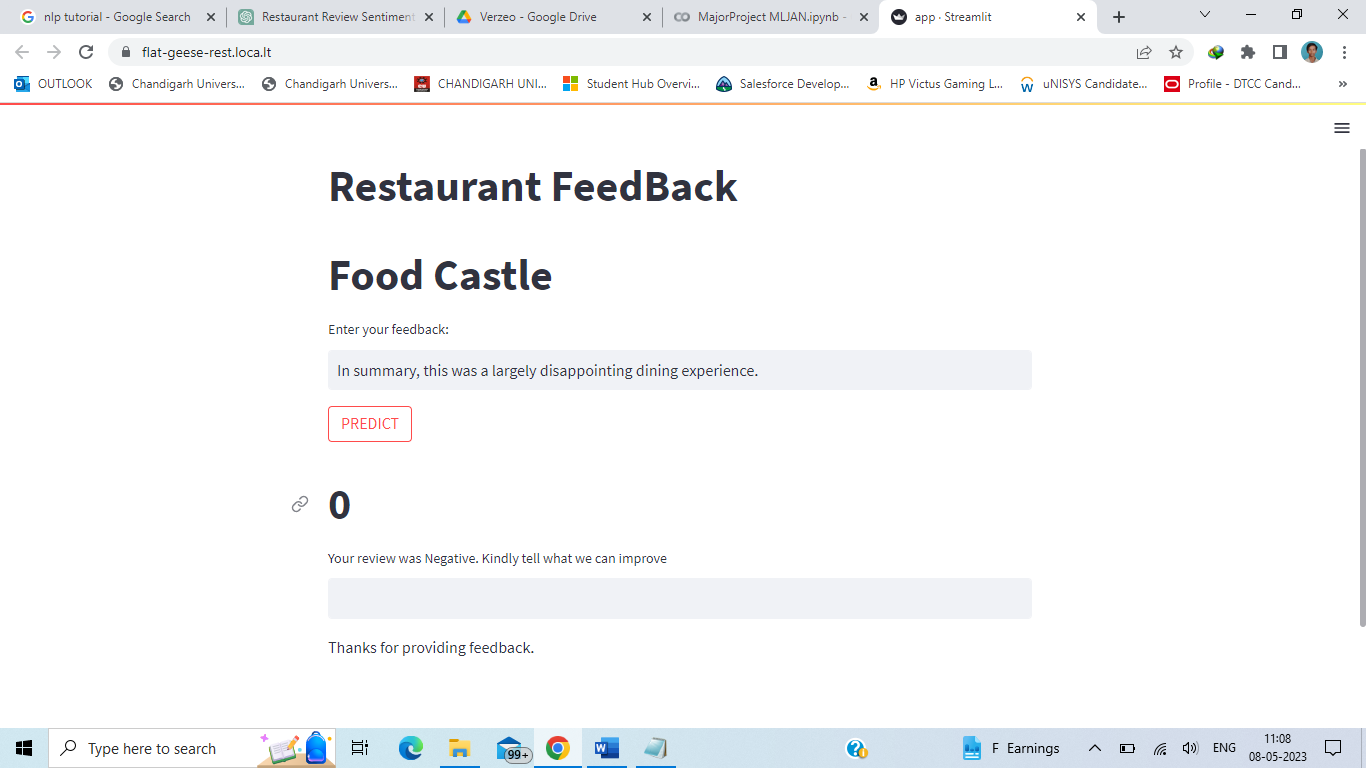 nlp tutorial - Google Search
Restaurant Review Sentiment
Verzeo - Google Drive
MajorProject MLJAN.ipynb -
app · Streamlit
flat-geese-rest.loca.lt
OUTLOOK
Chandigarh Univers...
Chandigarh Univers...
CHANDIGARH UNI...
Student Hub Overvi...
Salesforce Develop...
HP Victus Gaming L...
uNISYS Candidate...
Profile - DTCC Cand...
»
Restaurant FeedBack
Food Castle
Enter your feedback:
In summary, this was a largely disappointing dining experience.
PREDICT
0
Your review was Negative. Kindly tell what we can improve
Thanks for providing feedback.
Type here to search
99+
F Earnings
ENG
11:08
08-05-2023